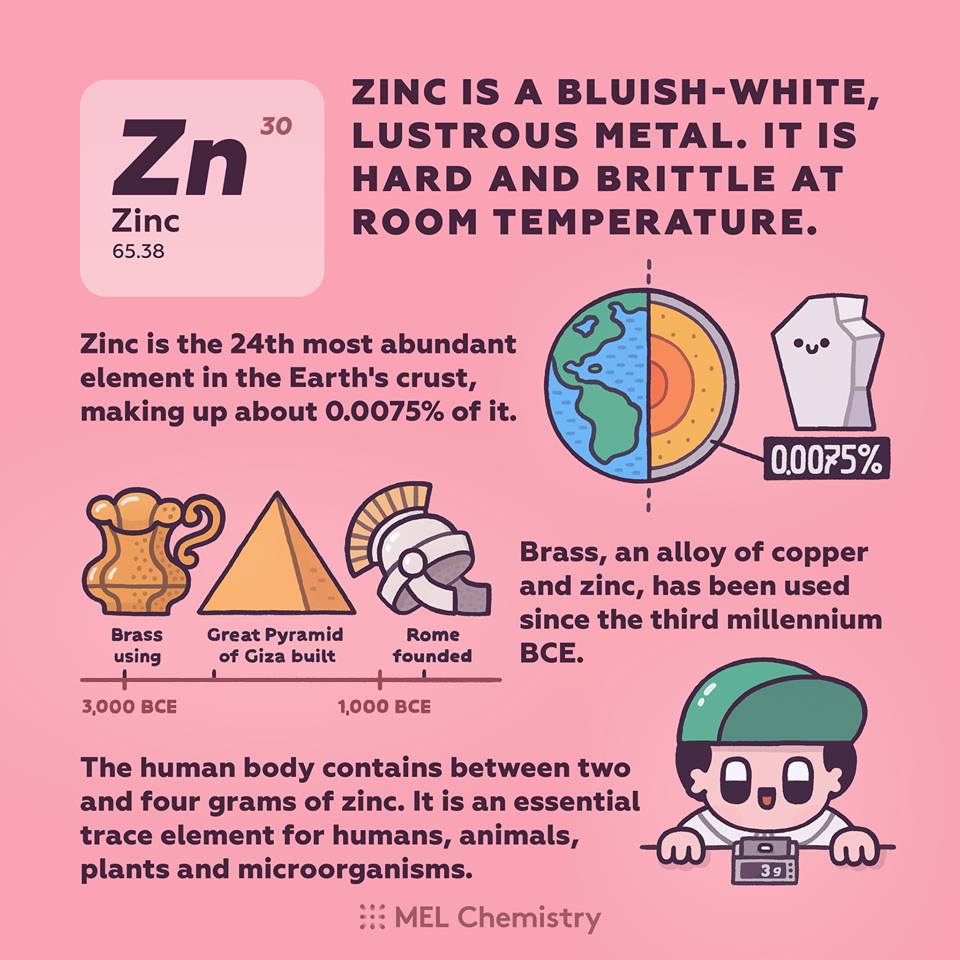 Zn 30
Zinc
65.38
ZINC IS A BLUISH-WHITE,
LUSTROUS METAL. IT IS
HARD AND BRITTLE AT
ROOM TEMPERATURE.
Zinc is the 24th most abundant
element in the Earth's crust,
making up about 0.0075% of it.
0.0075%
Brass
using
Great Pyramid
of Giza built
Rome
founded
3,000 BCE
1,000 BCE
Brass, an alloy of copper
and zinc, has been used
since the third millennium
BCE.
The human body contains between two
and four grams of zinc. It is an essential
trace element for humans, animals,
plants and microorganisms.
3g
MEL Chemistry